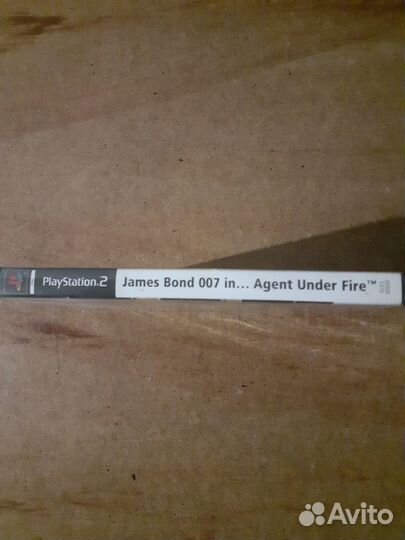 PlayStation.2 James Bond 007 in... Agent Under Fire™
Avito